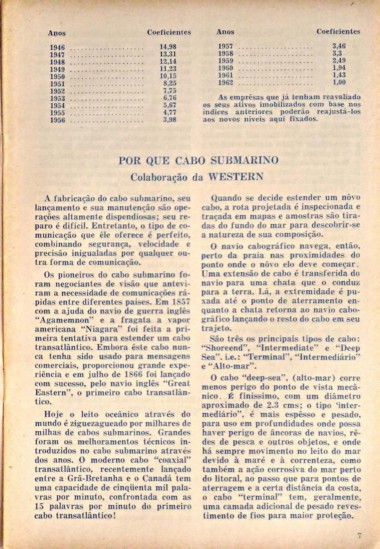 Anos Coeficientes
1946 14,98
1947 13,31
1948 12,14
1949 11,23
1950 10,15
1951 8,25
1952 7,75
1953 6,76
1954 5,67
1955 4,77
1956 3,98
Anos Coeficientes
1957 3,46
1958 3,3
1959 2,49
1960 1,94
1961 1,43
1962 1,00
As emprêsas que já tenham reavaliado
os seus ativos imobilizados com base nos
índices anteriores poderão reajustá-los
aos novos níveis aqui fixados.
POR QUE CABO SUBMARINO
Colaboração da WESTERN
A fabricação do cabo submarino, seu
lançamento e sua manutenção são ope-
rações altamente dispendiosas; seu re-
paro é difícil. Entretanto, o tipo de co-
municação que êle oferece é perfeito,
combinando segurança, velocidade e
precisão inigualadas por qualquer ou-
tra forma de comunicação.
Os pioneiros do cabo submarino fo-
ram negociantes de visão que antevi-
ram a necessidade de comunicações rá-
pidas entre diferentes países. Em 1857
com a ajuda do navio de guerra inglês
"Agamemnon" e a fragata a vapor
americana "Niagara" foi feita a pri-
meira tentativa para estender um cabo
transatlântico. Embora êste cabo nun-
ca tenha sido usado para mensagens
comerciais, proporcionou grande expe-
riência e em julho de 1866 foi lançado
com sucesso, pelo navio inglês "Great
Eastern", o primeiro cabo transatlân-
tico.
Hoje o leito oceânico através do
mundo é ziguezagueado por milhares de
milhas de cabos submarinos. Grandes
foram os melhoramentos técnicos in-
troduzidos no cabo submarino através
dos anos. O moderno cabo "coaxial"
transatlântico, recentemente lançado
entre a Grã-Bretanha e o Canadá tem
uma capacidade de cinqüenta mil pala-
vras por minuto, confrontada com as
15 palavras por minuto do primeiro
cabo transatlântico!
Quando se decide estender um nôvo
cabo, a rota projetada é inspecionada e
traçada em mapas e amostras são tira-
das do fundo do mar para descobrir-se
a natureza de sua composição.
O navio cabográfico navega, então,
perto da praia nas proximidades do
ponto onde o nôvo elo deve começar.
Uma extensão de cabo é transferida do
navio para uma chata que o conduz
para a terra. Lá, a extremidade é pu-
xada até o ponto de aterramento en-
quanto a chata retorna ao navio cabo-
gráfico lançando o resto do cabo em seu
trajeto.
São três os principais tipos de cabo:
"Shoreend", "Intermediate" e "Deep
Sea". i.e.: "Terminal", "Intermediário"
e "Alto-mar".
O cabo "deep-sea", (alto-mar) corre
menos perigo do ponto de vista mecâ-
nico. É finíssimo, com um diâmetro
aproximado de 2.3 cms; o tipo 'inter-
mediário", é mais espêsso e pesado,
para uso em profundidades onde possa
haver perigo de âncoras de navios, rê-
des de pesca e outros objetos, e onde
há sempre movimento no leito do mar
devido à maré e à correnteza, como
também a ação corrosiva do mar perto
do litoral, ao passo que para pontos de
aterragem e a certa distância da costa,
o cabo "terminal" tem, geralmente,
uma camada adicional de pesado reves-
timento de fios para maior proteção.
7